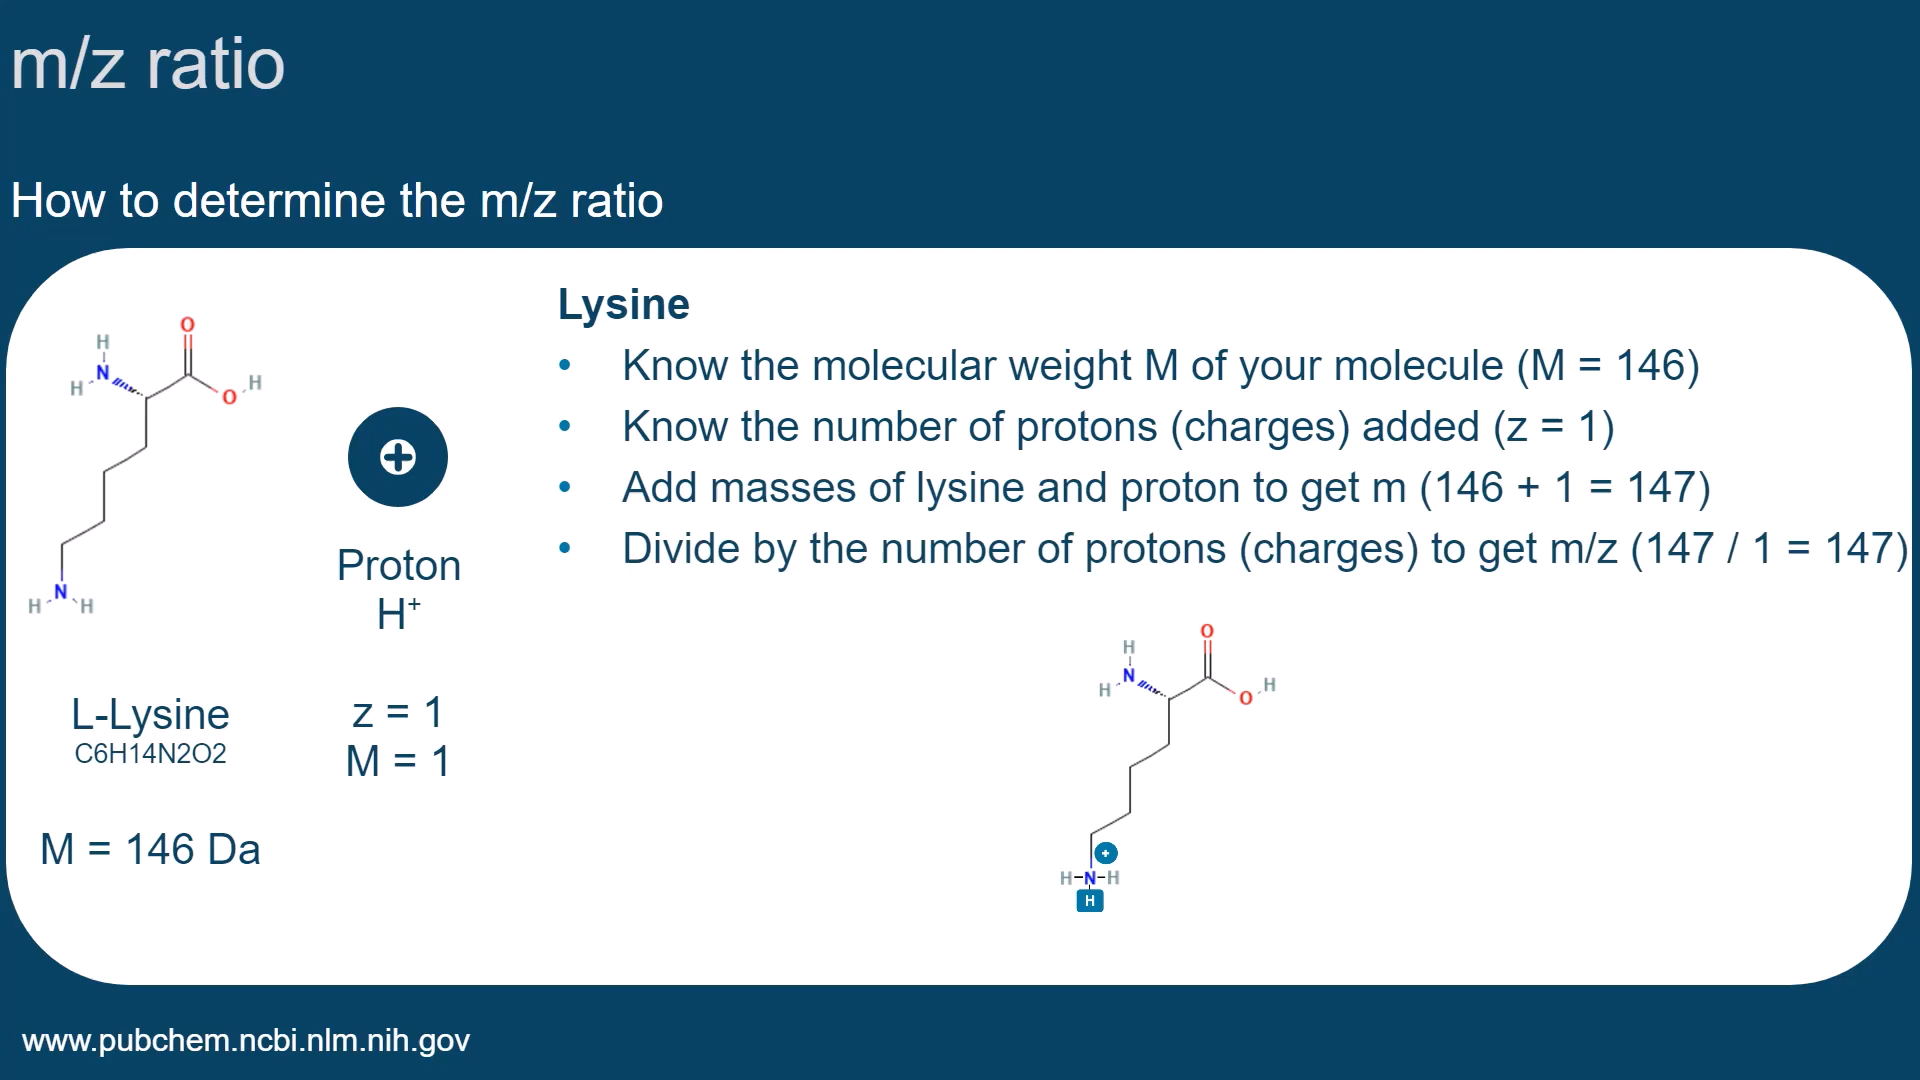 m/z ratio
How to determine the m/z ratio
Lysine
• Know the molecular weight M of your molecule (M = 146)
• Know the number of protons (charges) added (z = 1)
• Add masses of lysine and proton to get m (146 + 1 = 147)
• Divide by the number of protons (charges) to get m/z (147 / 1 = 147)
O
H
N
H
O
H
N
H
H
L-Lysine
C6H14N2O2
M = 146 Da
+
Proton
H⁺
z = 1
M = 1
O
H
N
H
O
H
+
H N H
H
www.pubchem.ncbi.nlm.nih.gov